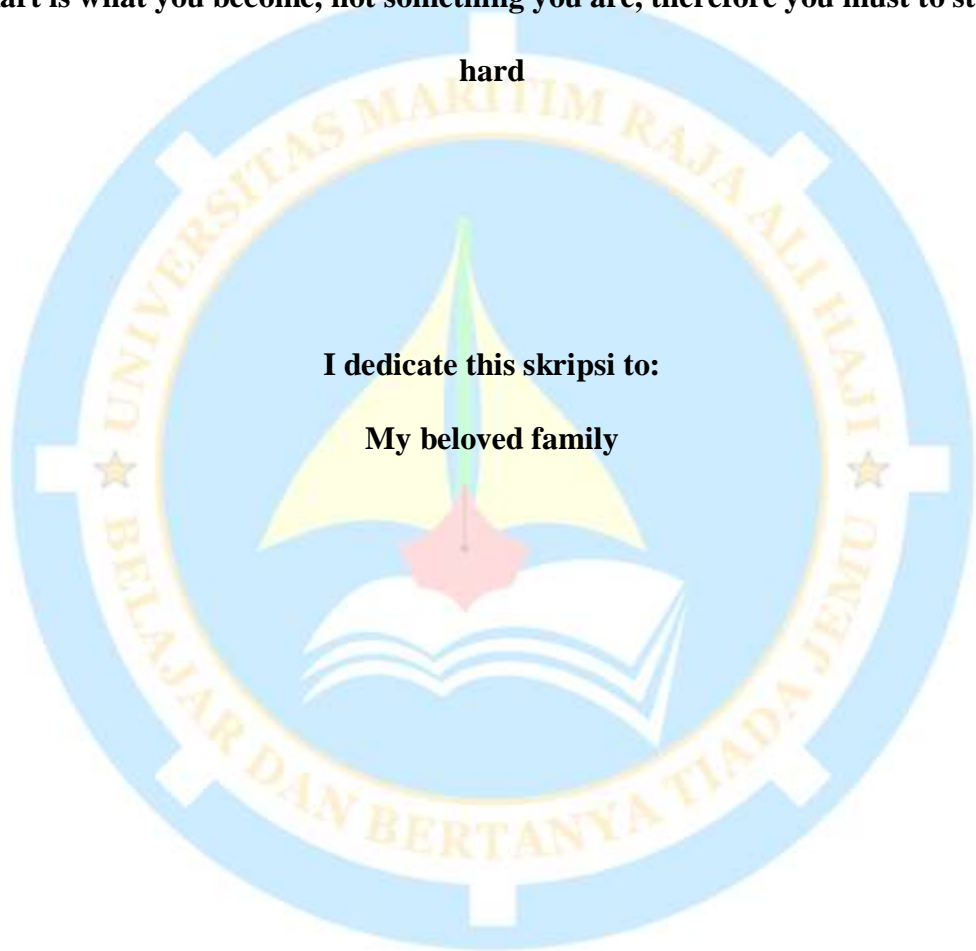 is what you become, not something you are, therefore you must to
hard
UNIVERSITAS MARITIM RAJA ALI HAJI
I dedicate this skripsi to:
My beloved family
BELAJAR DAN BERTANYA TIADA JEMU